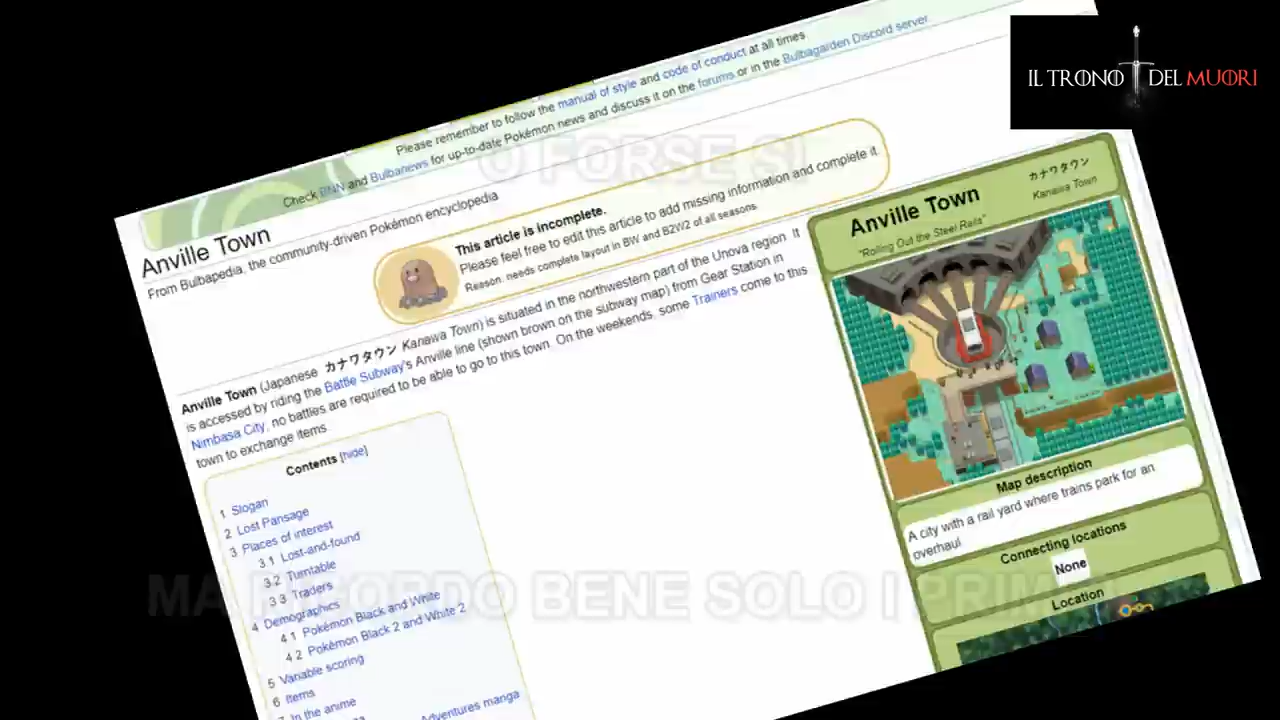 IL TRONO DEL MUORI
Please remember to follow the manual of style and code of conduct at all times
Check BNN and Bulbanews for up-to-date Pokémon news and discuss it on the forums or in the Bulbagarden Discord server
O FORSE SI
Anville Town
From Bulbapedia, the community-driven Pokémon encyclopedia
This article is incomplete.
Please feel free to edit this article to add missing information and complete it
Reason: needs complete layout in BW and B2W2 of all seasons
Anville Town (Japanese カナワタウン Kanawa Town) is situated in the northwestern part of the Unova region. It
is accessed by riding the Battle Subway's Anville line (shown brown on the subway map) from Gear Station in
Nimbasa City, no battles are required to be able to go to this town. On the weekends, some Trainers come to this
town to exchange items
Contents [hide]
1 Slogan
2 Lost Pansage
3 Places of interest
3.1 Lost-and-found
3.2 Turntable
3.3 Traders
4 Demographics
4.1 Pokémon Black and White
4.2 Pokémon Black 2 and White 2
5 Variable scoring
6 Items
7 In the anime
Adventures manga
Anville Town
カナワタウン
Kanawa Town
"Rolling Out the Steel Rails"
Map description
A city with a rail yard where trains park for an
overhaul
Connecting locations
None
Location
MA RICORDO BENE SOLO I PRIM